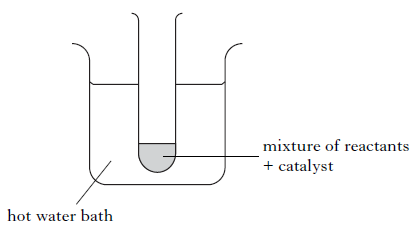 mixture of reactants
+ catalyst
hot water bath